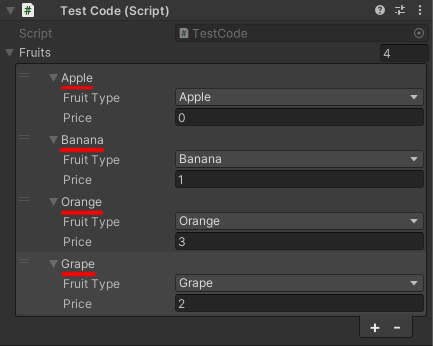 Test Code (Script)
Script TestCode
Fruits 4
Apple
Fruit Type Apple
Price 0
Banana
Fruit Type Banana
Price 1
Orange
Fruit Type Orange
Price 3
Grape
Fruit Type Grape
Price 2
+ -